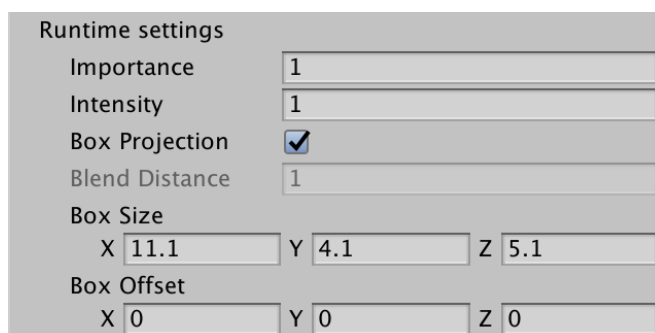 Runtime settings
Importance 1
Intensity 1
Box Projection
Blend Distance 1
Box Size
X 11.1 Y 4.1 Z 5.1
Box Offset
X 0 Y 0 Z 0